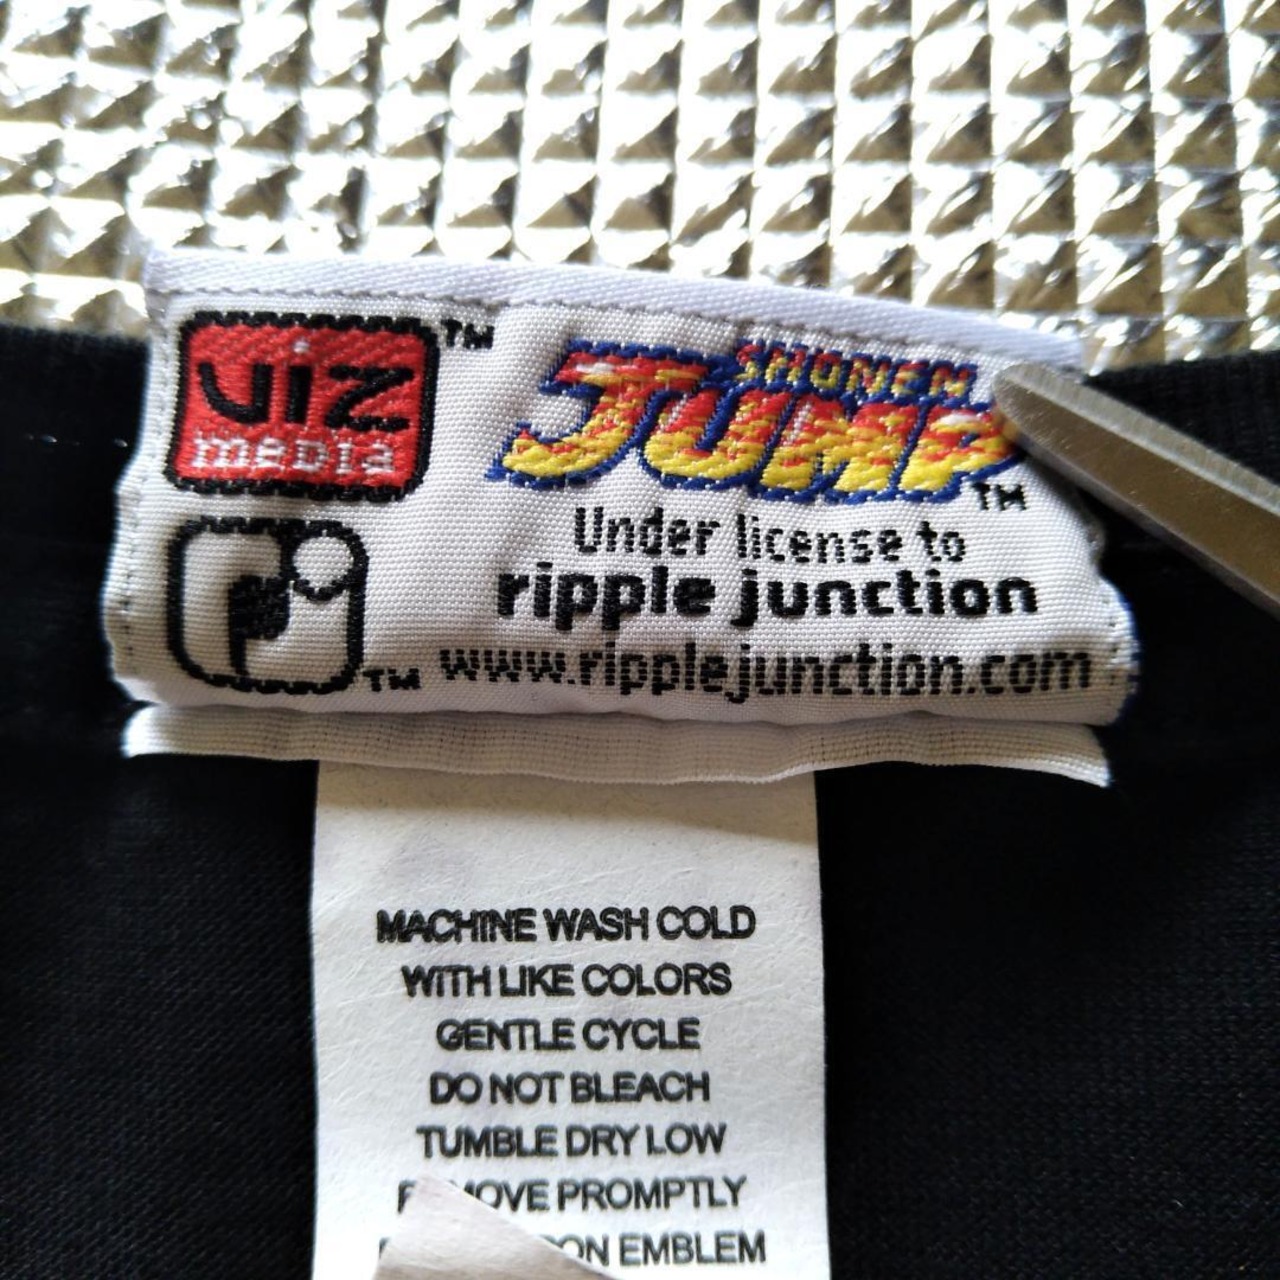 viz TM
media
SHONEN
JUMP TM
Under license to
ripple junction
TM www.ripplejunction.com
MACHINE WASH COLD
WITH LIKE COLORS
GENTLE CYCLE
DO NOT BLEACH
TUMBLE DRY LOW
PROMPTLY
ON EMBLEM